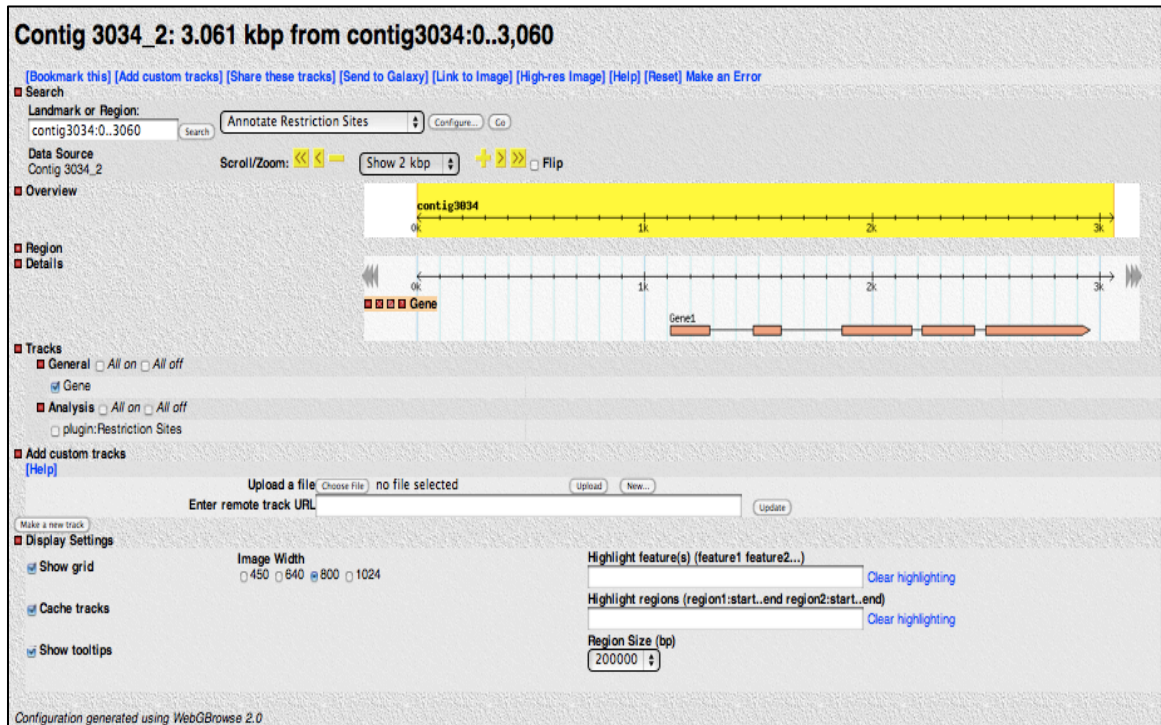 Contig 3034_2: 3.061 kbp from contig3034:0..3,060
[Bookmark this] [Add custom tracks] [Share these tracks] [Send to Galaxy] [Link to Image] [High-res Image] [Help] [Reset] Make an Error
Search
Landmark or Region:
contig3034:0..3060 Search Annotate Restriction Sites Configure... Go
Data Source
Contig 3034_2
Scroll/Zoom: << < Show 2 kbp > >> Flip
Overview
contig3034
0k 1k 2k 3k
Region
Details
0k 1k 2k 3k
Gene
Gene1
Tracks
General All on All off
Gene
Analysis All on All off
plugin:Restriction Sites
Add custom tracks
[Help]
Upload a file Choose File no file selected Upload New...
Enter remote track URL Update
Make a new track
Display Settings
Show grid
Image Width
450 640 800 1024
Highlight feature(s) (feature1 feature2...)
Clear highlighting
Cache tracks
Highlight regions (region1:start..end region2:start..end)
Clear highlighting
Show tooltips
Region Size (bp)
200000
Configuration generated using WebGBrowse 2.0